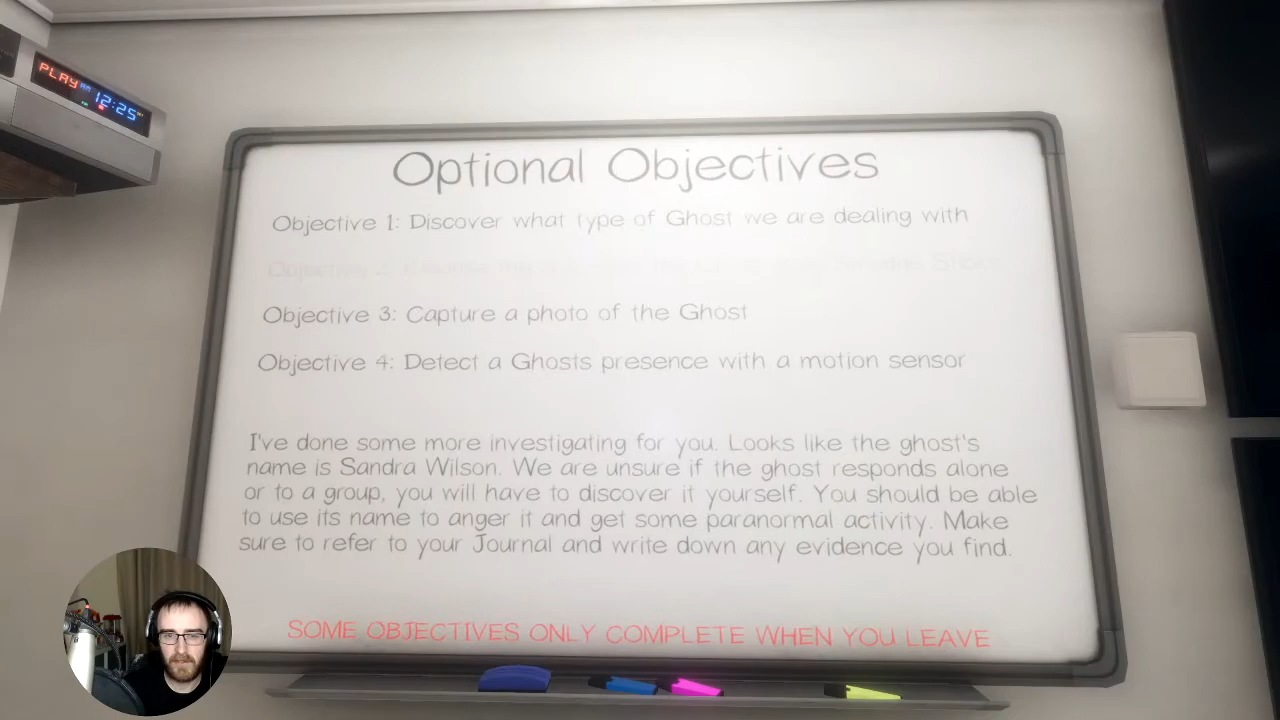 PLAY AM 12:25
Optional Objectives
Objective 1: Discover what type of Ghost we are dealing with
Objective 2: the the
Objective 3: Capture a photo of the Ghost
Objective 4: Detect a Ghosts presence with a motion sensor
I've done some more investigating for you. Looks like the ghost's
name is Sandra Wilson. We are unsure if the ghost responds alone
or to a group, you will have to discover it yourself. You should be able
to use its name to anger it and get some paranormal activity. Make
sure to refer to your Journal and write down any evidence you find.
SOME OBJECTIVES ONLY COMPLETE WHEN YOU LEAVE